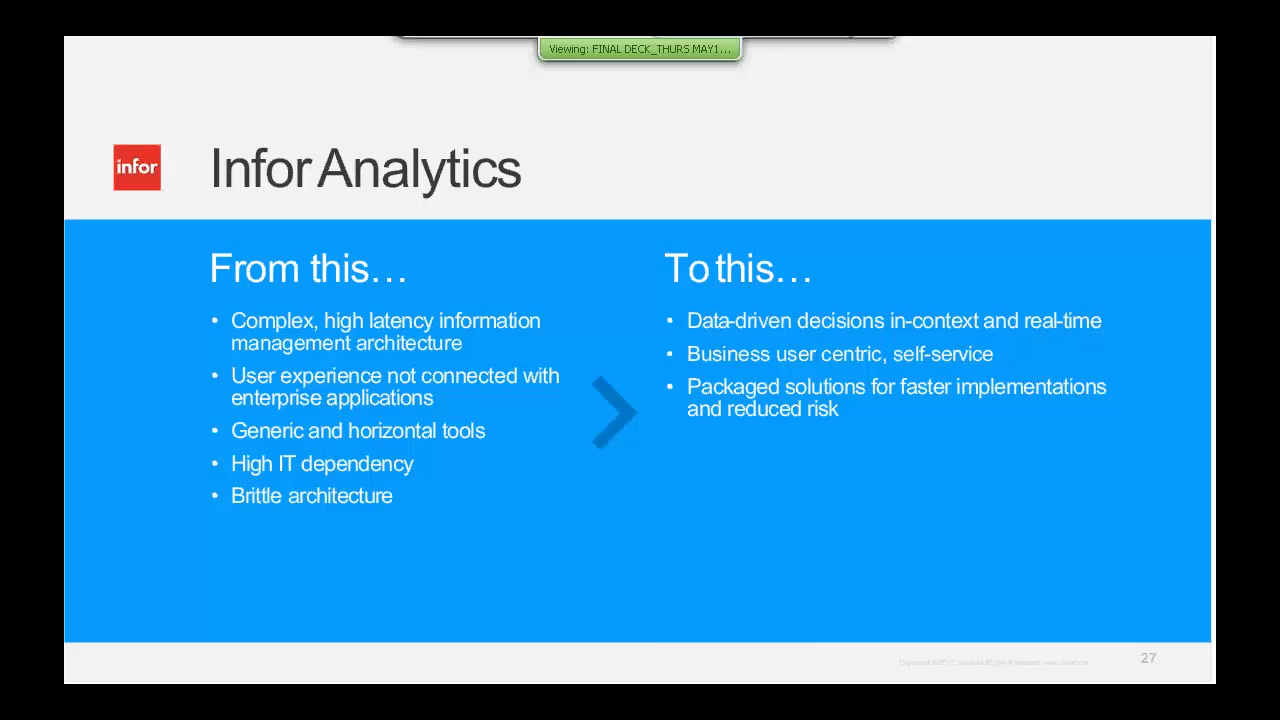 Viewing: FINAL DECK_THURS MAY1...
infor
Infor Analytics
From this...
• Complex, high latency information
management architecture
• User experience not connected with
enterprise applications
• Generic and horizontal tools
• High IT dependency
• Brittle architecture
To this...
• Data-driven decisions in-context and real-time
• Business user centric, self-service
• Packaged solutions for faster implementations
and reduced risk
27